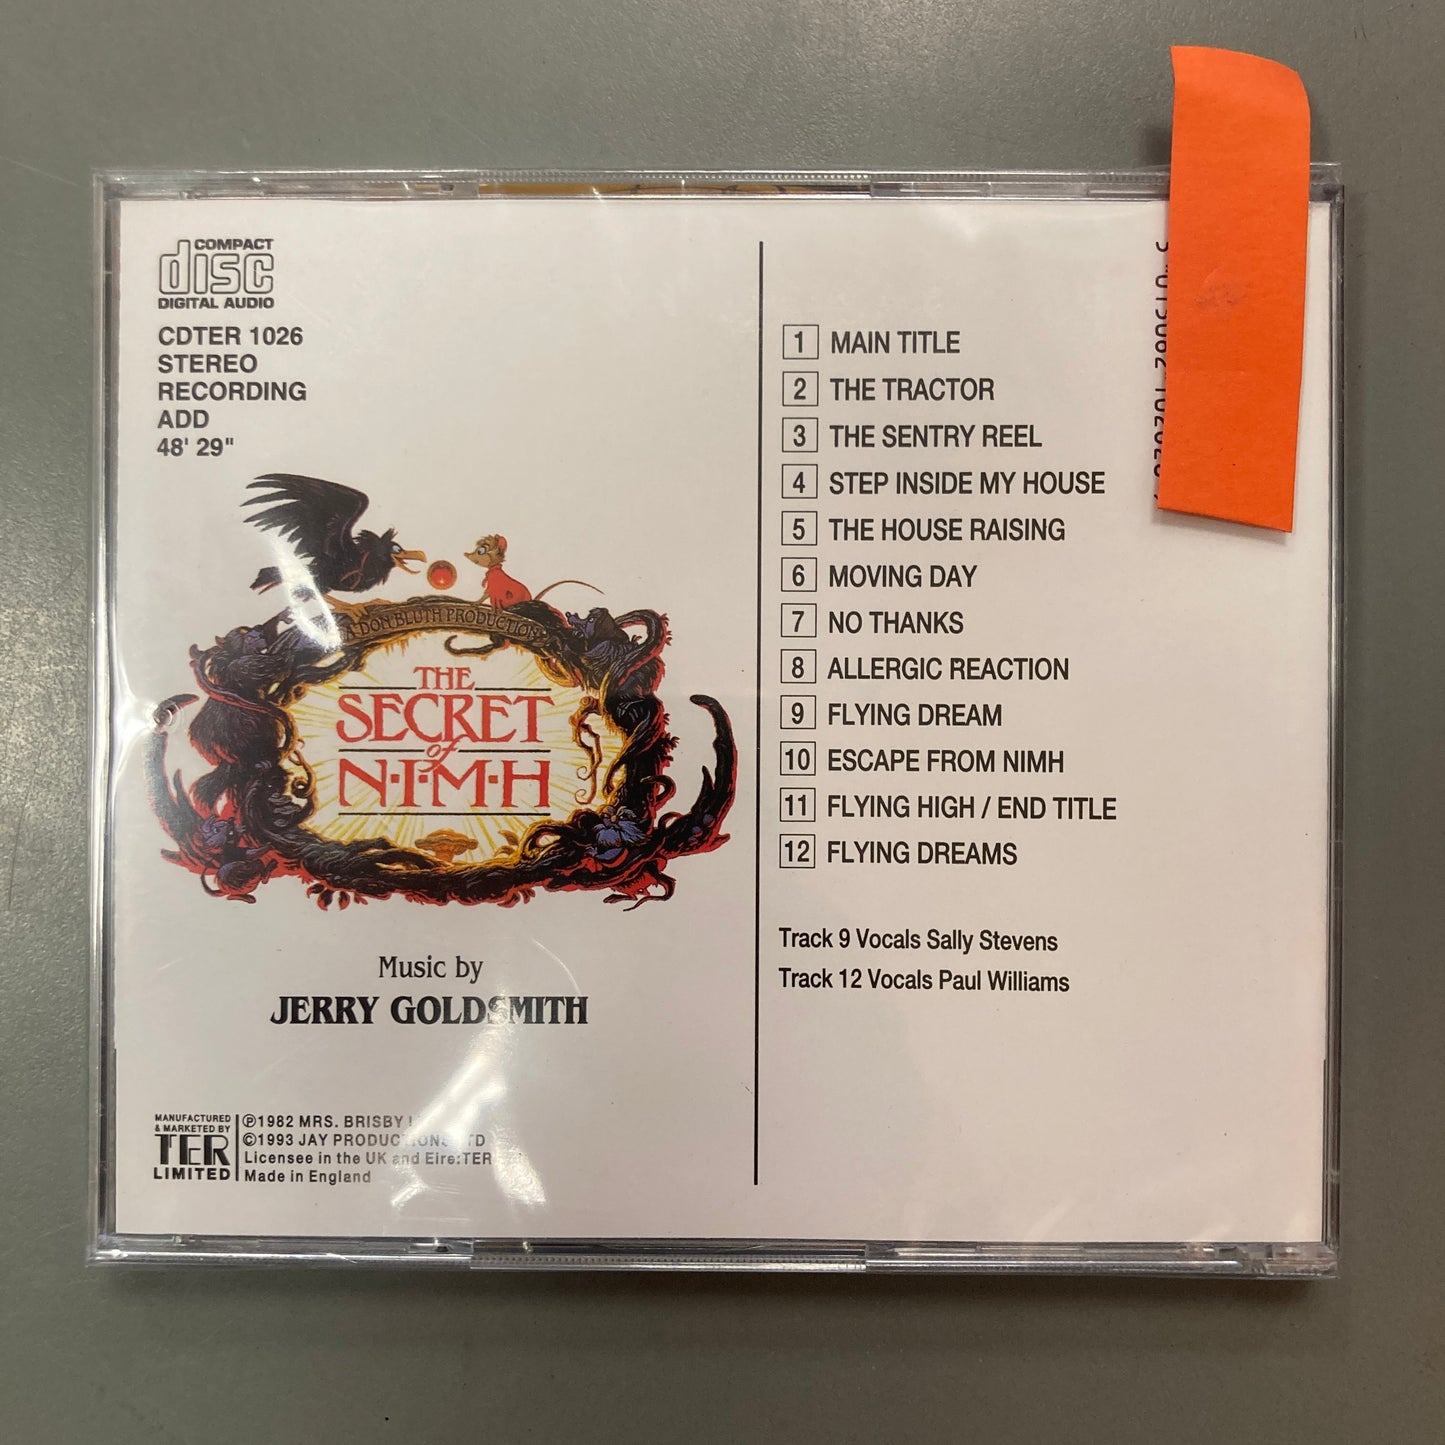 COMPACT
disc
DIGITAL AUDIO
CDTER 1026
STEREO
RECORDING
ADD
48' 29"
A DON BLUTH PRODUCTION
THE
SECRET
of
N·I·M·H
Music by
JERRY GOLDSMITH
MANUFACTURED
& MARKETED BY
TER
LIMITED
℗1982 MRS. BRISBY
©1993 JAY PRODUCTIONS LTD
Licensee in the UK and Eire:TER
Made in England
1 MAIN TITLE
2 THE TRACTOR
3 THE SENTRY REEL
4 STEP INSIDE MY HOUSE
5 THE HOUSE RAISING
6 MOVING DAY
7 NO THANKS
8 ALLERGIC REACTION
9 FLYING DREAM
10 ESCAPE FROM NIMH
11 FLYING HIGH / END TITLE
12 FLYING DREAMS
Track 9 Vocals Sally Stevens
Track 12 Vocals Paul Williams